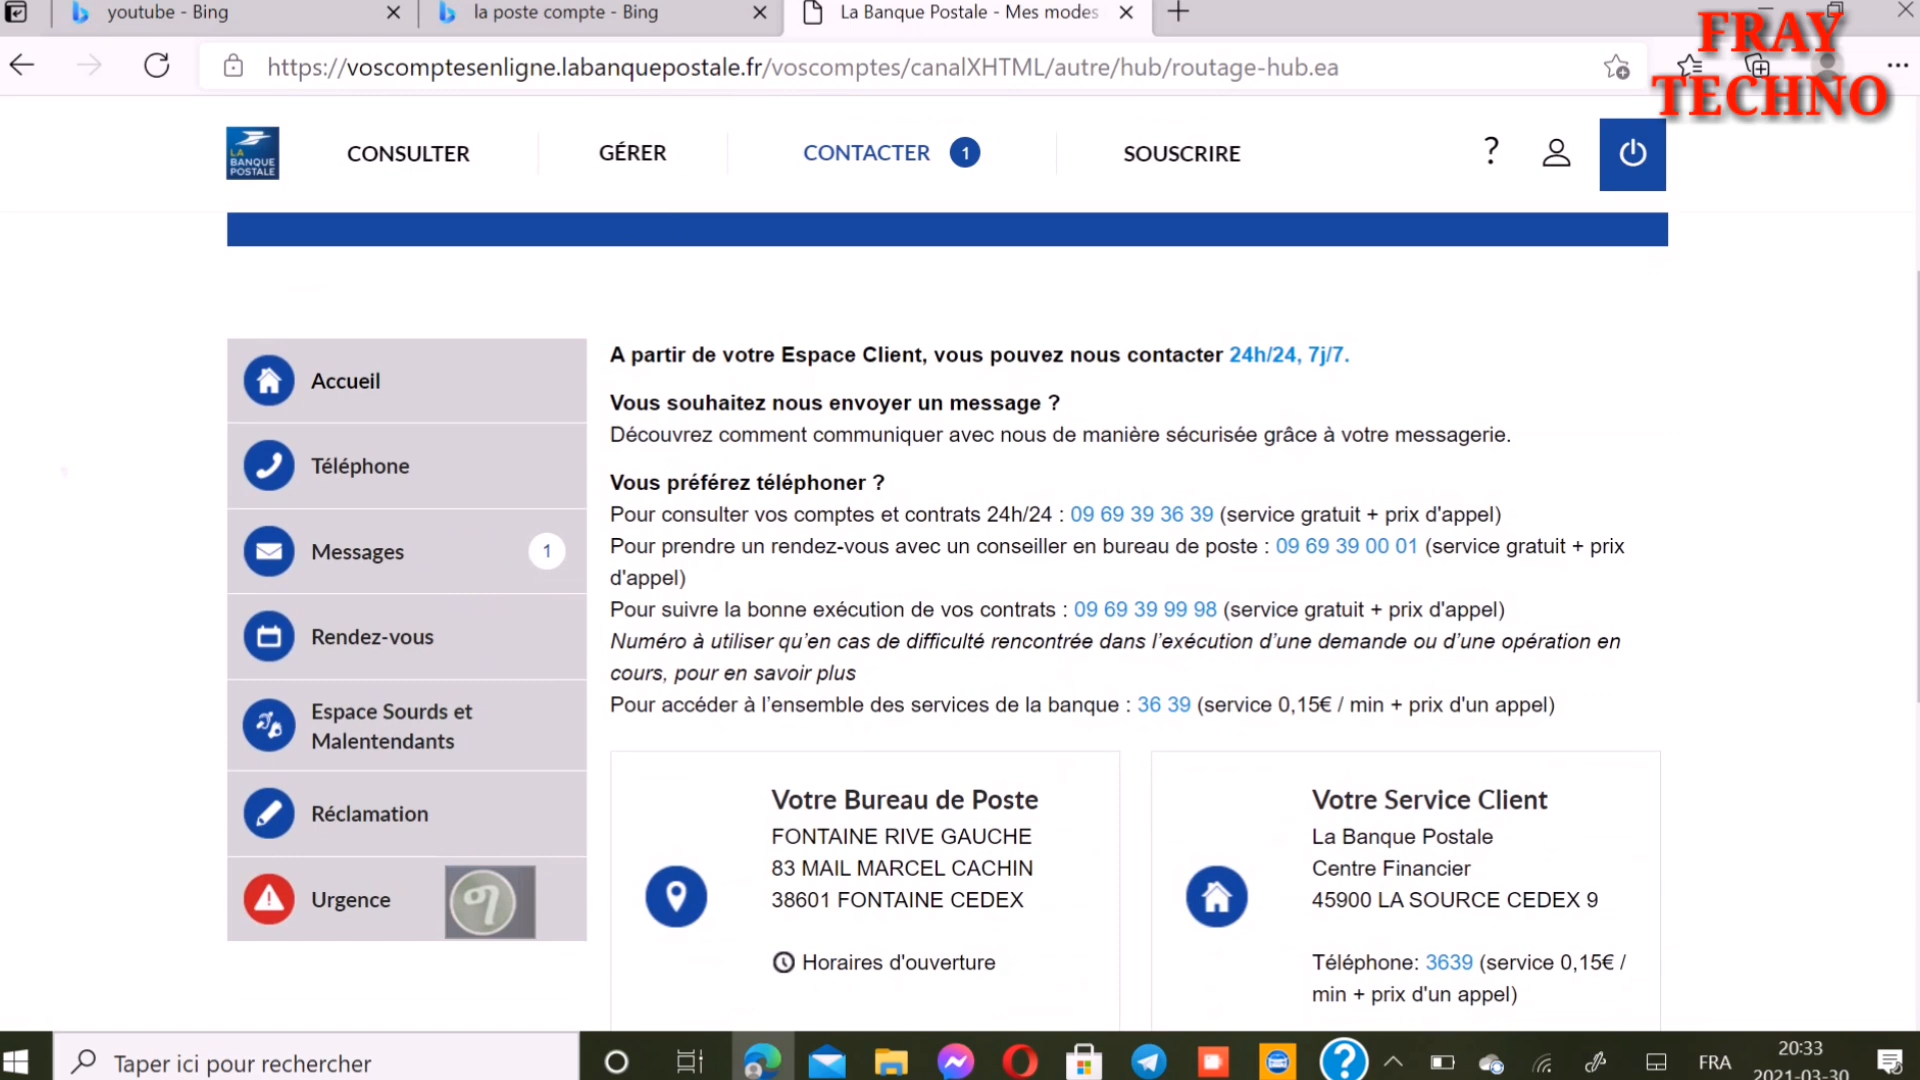 youtube - Bing
la poste compte - Bing
La Banque Postale - Mes modes
FRAY
TECHNO
https://voscomptesenligne.labanquepostale.fr/voscomptes/canalXHTML/autre/hub/routage-hub.ea
LA
BANQUE
POSTALE
CONSULTER
GÉRER
CONTACTER 1
SOUSCRIRE
?
Accueil
Téléphone
Messages 1
Rendez-vous
Espace Sourds et
Malentendants
Réclamation
Urgence
A partir de votre Espace Client, vous pouvez nous contacter 24h/24, 7j/7.
Vous souhaitez nous envoyer un message ?
Découvrez comment communiquer avec nous de manière sécurisée grâce à votre messagerie.
Vous préférez téléphoner ?
Pour consulter vos comptes et contrats 24h/24 : 09 69 39 36 39 (service gratuit + prix d'appel)
Pour prendre un rendez-vous avec un conseiller en bureau de poste : 09 69 39 00 01 (service gratuit + prix
d'appel)
Pour suivre la bonne exécution de vos contrats : 09 69 39 99 98 (service gratuit + prix d'appel)
Numéro à utiliser qu’en cas de difficulté rencontrée dans l’exécution d’une demande ou d’une opération en
cours, pour en savoir plus
Pour accéder à l’ensemble des services de la banque : 36 39 (service 0,15€ / min + prix d'un appel)
Votre Bureau de Poste
FONTAINE RIVE GAUCHE
83 MAIL MARCEL CACHIN
38601 FONTAINE CEDEX
Horaires d'ouverture
Votre Service Client
La Banque Postale
Centre Financier
45900 LA SOURCE CEDEX 9
Téléphone: 3639 (service 0,15€ /
min + prix d'un appel)
Taper ici pour rechercher
?
FRA
20:33
2021-03-30